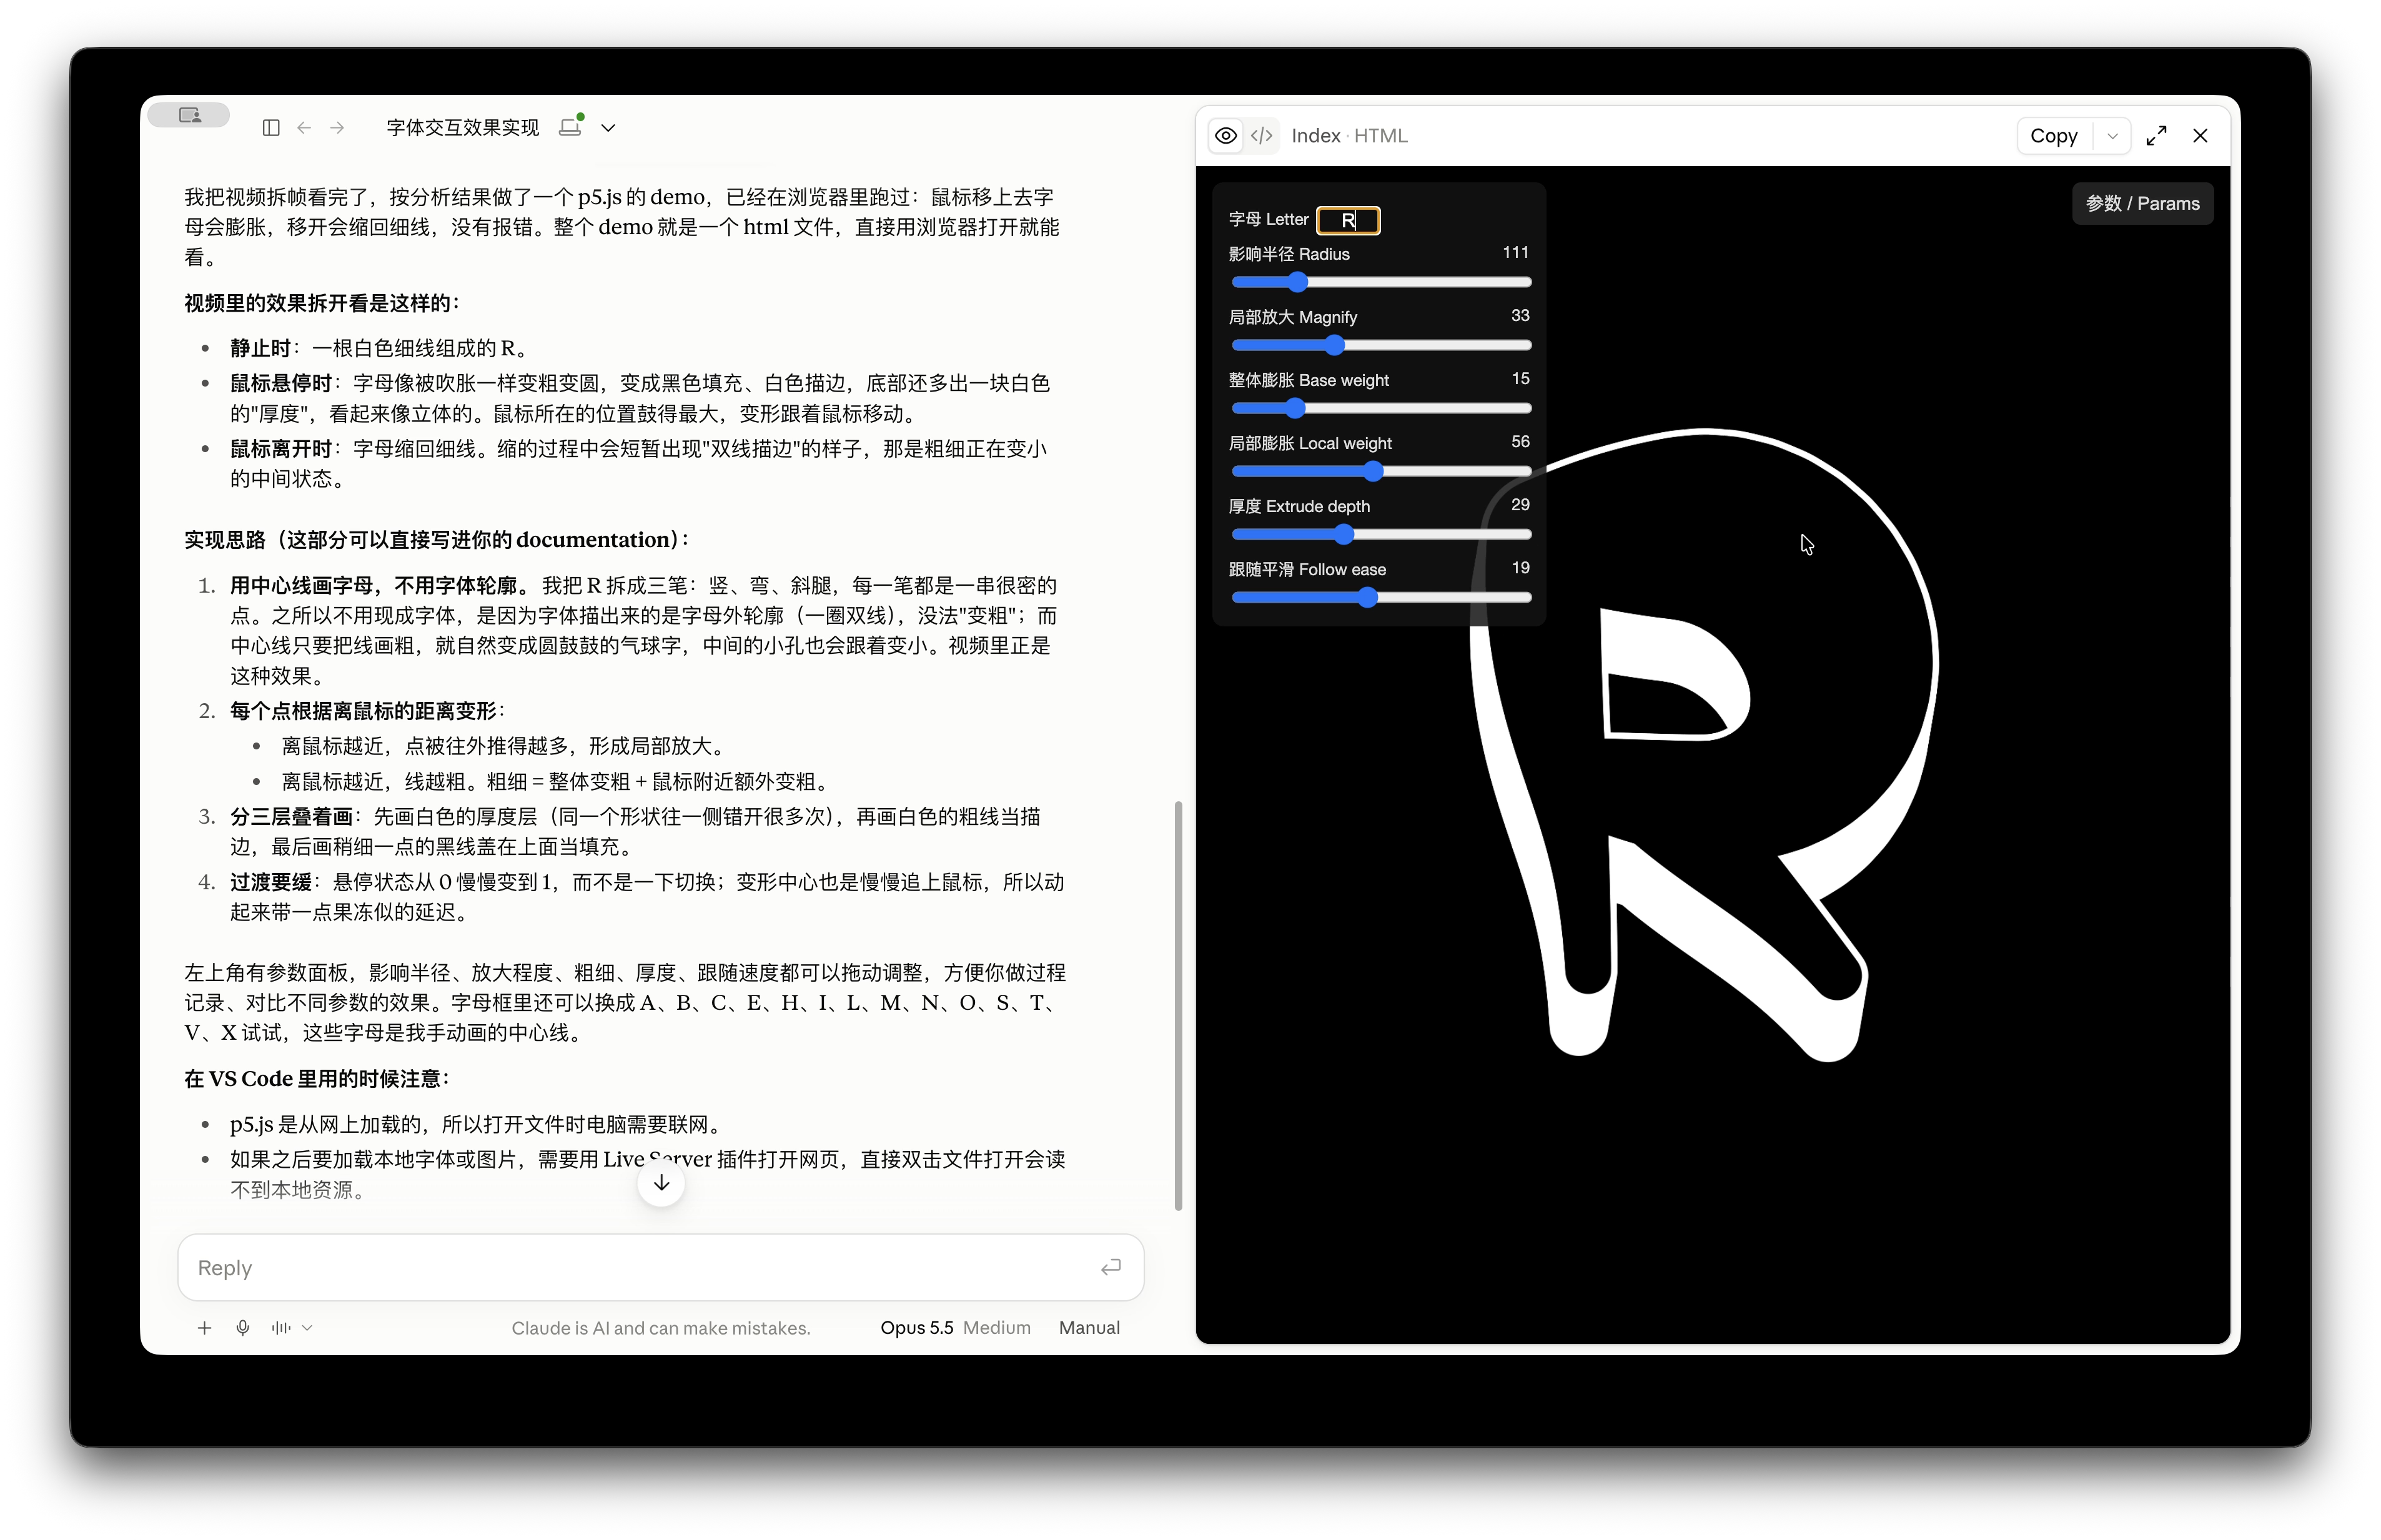 字体交互效果实现
我把视频拆帧看完了，按分析结果做了一个 p5.js 的 demo，已经在浏览器里跑过：鼠标移上去字
母会膨胀，移开会缩回细线，没有报错。整个 demo 就是一个 html 文件，直接用浏览器打开就能
看。
视频里的效果拆开看是这样的：
• 静止时：一根白色细线组成的 R。
• 鼠标悬停时：字母像被吹胀一样变粗变圆，变成黑色填充、白色描边，底部还多出一块白色
的"厚度"，看起来像立体的。鼠标所在的位置鼓得最大，变形跟着鼠标移动。
• 鼠标离开时：字母缩回细线。缩的过程中会短暂出现"双线描边"的样子，那是粗细正在变小
的中间状态。
实现思路（这部分可以直接写进你的 documentation）：
1. 用中心线画字母，不用字体轮廓。我把 R 拆成三笔：竖、弯、斜腿，每一笔都是一串很密的
点。之所以不用现成字体，是因为字体描出来的是字母外轮廓（一圈双线），没法"变粗"；而
中心线只要把线画粗，就自然变成圆鼓鼓的气球字，中间的小孔也会跟着变小。视频里正是
这种效果。
2. 每个点根据离鼠标的距离变形：
• 离鼠标越近，点被往外推得越多，形成局部放大。
• 离鼠标越近，线越粗。粗细 = 整体变粗 + 鼠标附近额外变粗。
3. 分三层叠着画：先画白色的厚度层（同一个形状往一侧错开很多次），再画白色的粗线当描
边，最后画稍细一点的黑线盖在上面当填充。
4. 过渡要缓：悬停状态从 0 慢慢变到 1，而不是一下切换；变形中心也是慢慢追上鼠标，所以动
起来带一点果冻似的延迟。
左上角有参数面板，影响半径、放大程度、粗细、厚度、跟随速度都可以拖动调整，方便你做过程
记录、对比不同参数的效果。字母框里还可以换成 A、B、C、E、H、I、L、M、N、O、S、T、
V、X 试试，这些字母是我手动画的中心线。
在 VS Code 里用的时候注意：
• p5.js 是从网上加载的，所以打开文件时电脑需要联网。
• 如果之后要加载本地字体或图片，需要用 Live Server 插件打开网页，直接双击文件打开会读
不到本地资源。
Reply
Claude is AI and can make mistakes.
Opus 5.5 Medium
Manual
Index · HTML
Copy
参数 / Params
字母 Letter R
影响半径 Radius 111
局部放大 Magnify 33
整体膨胀 Base weight 15
局部膨胀 Local weight 56
厚度 Extrude depth 29
跟随平滑 Follow ease 19
R